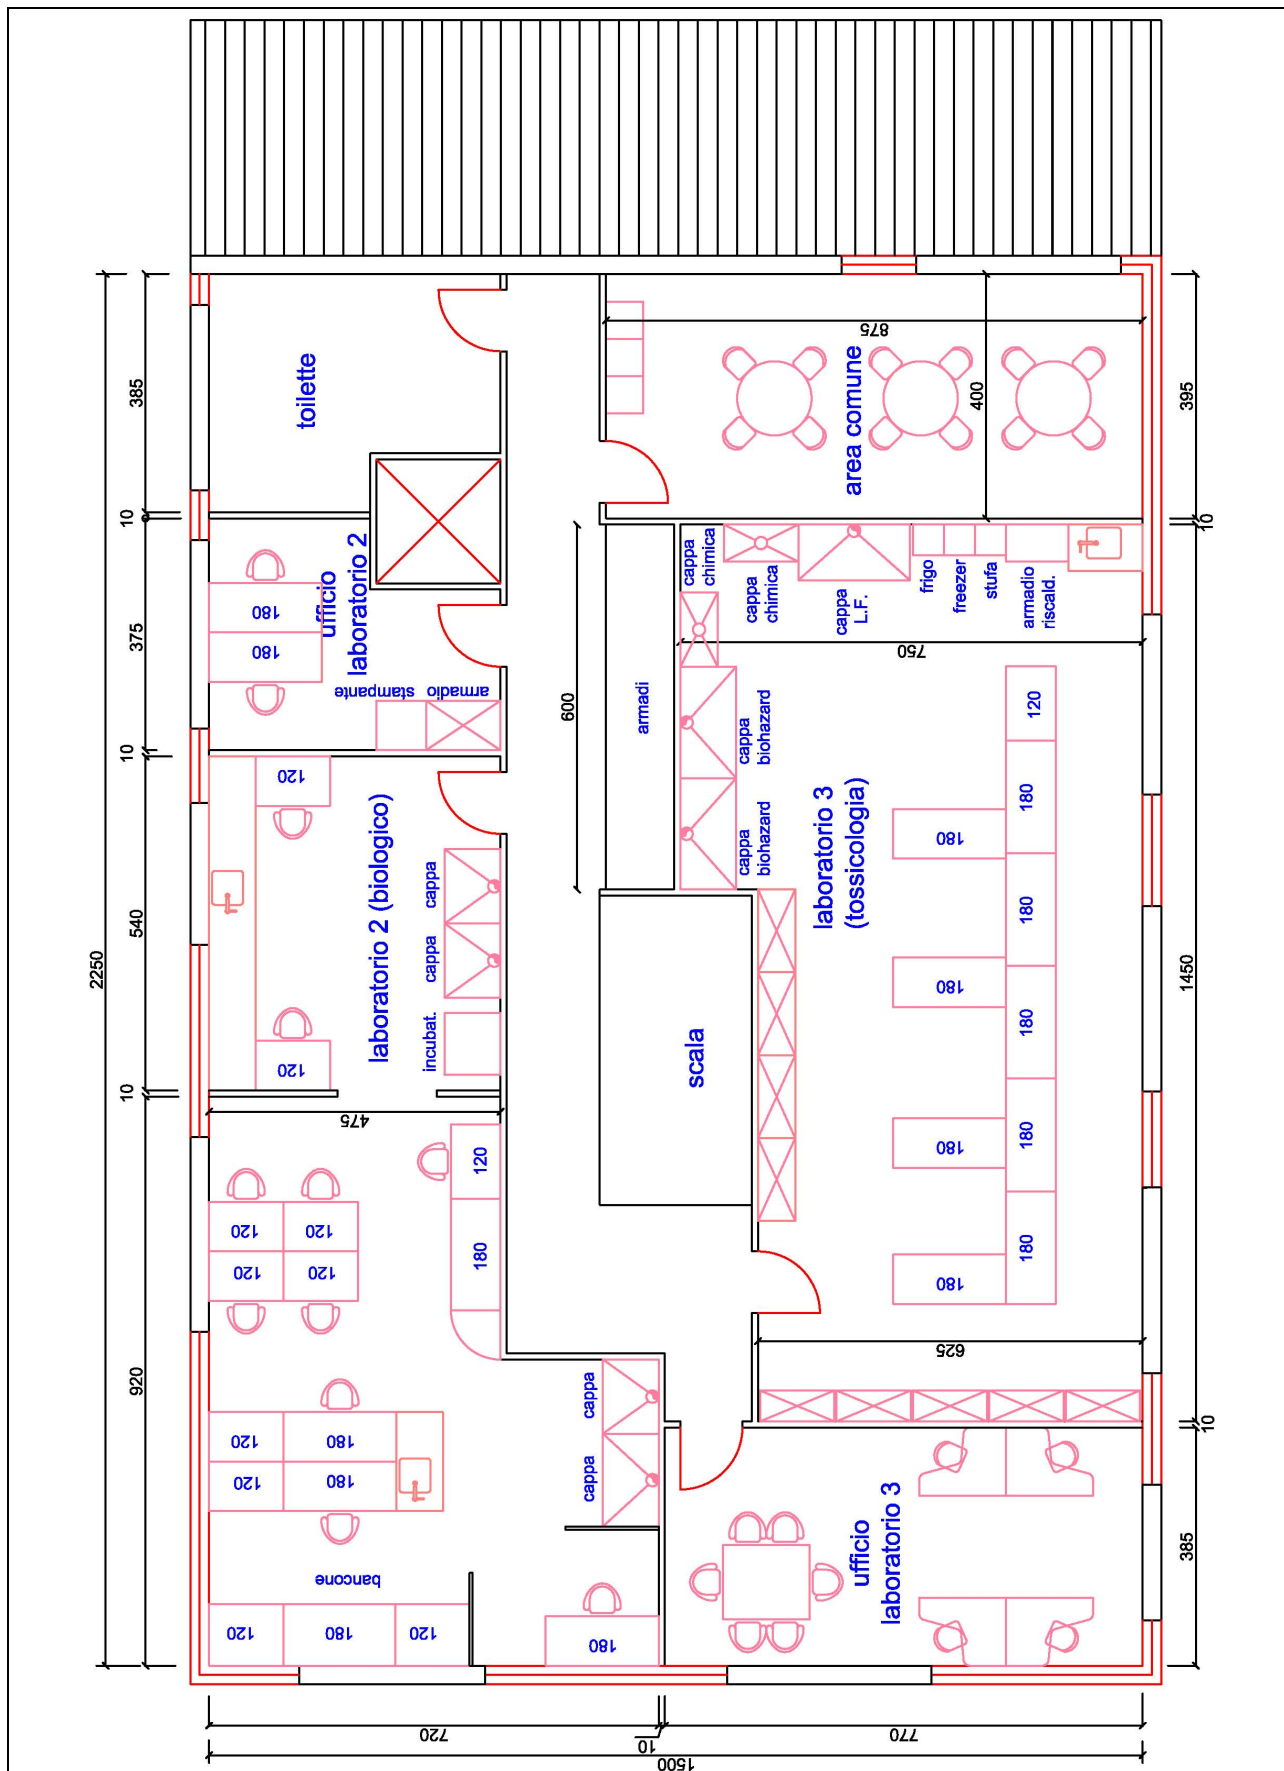 toilette
ufficio
laboratorio 2
180
180
stampante
armadio
120
120
laboratorio 2 (biologico)
cappa
cappa
incubat.
475
120
120
120
120
120
180
120
120
180
180
cappa
cappa
bancone
120
180
120
180
area comune
875
400
armadi
600
cappa
chimica
cappa
chimica
cappa
L.F.
frigo
freezer
stufa
armadio
riscald.
750
cappa
biohazard
cappa
biohazard
laboratorio 3
(tossicologia)
120
180
180
180
180
180
180
180
180
180
scala
625
ufficio
laboratorio 3
2250
385
10
375
10
540
10
920
395
10
1450
10
385
720
10
770
1500